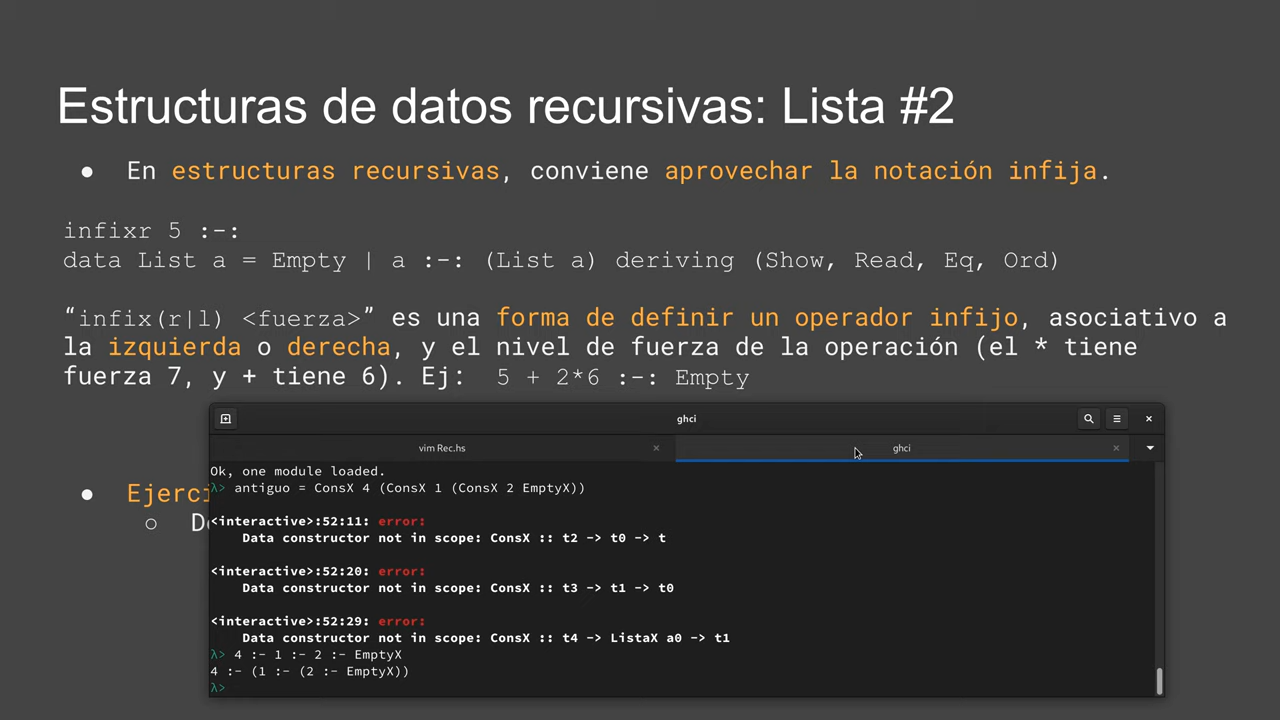 Estructuras de datos recursivas: Lista #2
● En estructuras recursivas, conviene aprovechar la notación infija.
infixr 5 :-:
data List a = Empty | a :-: (List a) deriving (Show, Read, Eq, Ord)
“infix(r|l) <fuerza>” es una forma de definir un operador infijo, asociativo a
la izquierda o derecha, y el nivel de fuerza de la operación (el * tiene
fuerza 7, y + tiene 6). Ej: 5 + 2*6 :-: Empty
ghci
vim Rec.hs
ghci
Ok, one module loaded.
λ> antiguo = ConsX 4 (ConsX 1 (ConsX 2 EmptyX))
● Ejerci
○ De
<interactive>:52:11: error:
Data constructor not in scope: ConsX :: t2 -> t0 -> t
<interactive>:52:20: error:
Data constructor not in scope: ConsX :: t3 -> t1 -> t0
<interactive>:52:29: error:
Data constructor not in scope: ConsX :: t4 -> ListaX a0 -> t1
λ> 4 :- 1 :- 2 :- EmptyX
4 :- (1 :- (2 :- EmptyX))
λ>